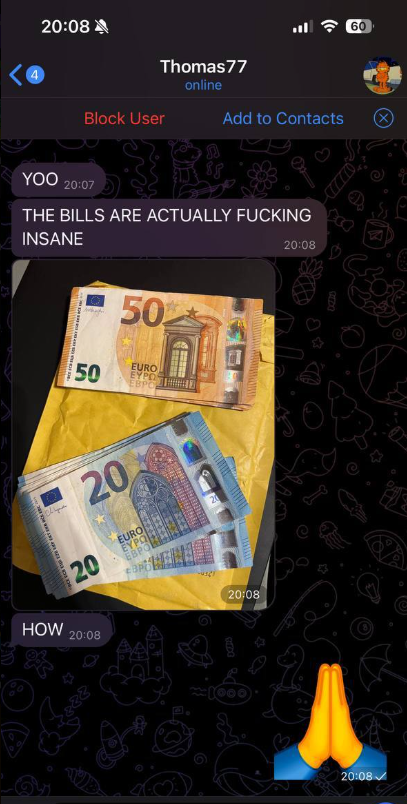 20:08
60
4
Thomas77
online
Block User
Add to Contacts
YOO 20:07
THE BILLS ARE ACTUALLY FUCKING
INSANE
20:08
50
50
EURO
ΕΥΡΩ
ЕВРО
20
20
EURO
ΕΥΡΩ
ЕВРО
20:08
HOW 20:08
20:08